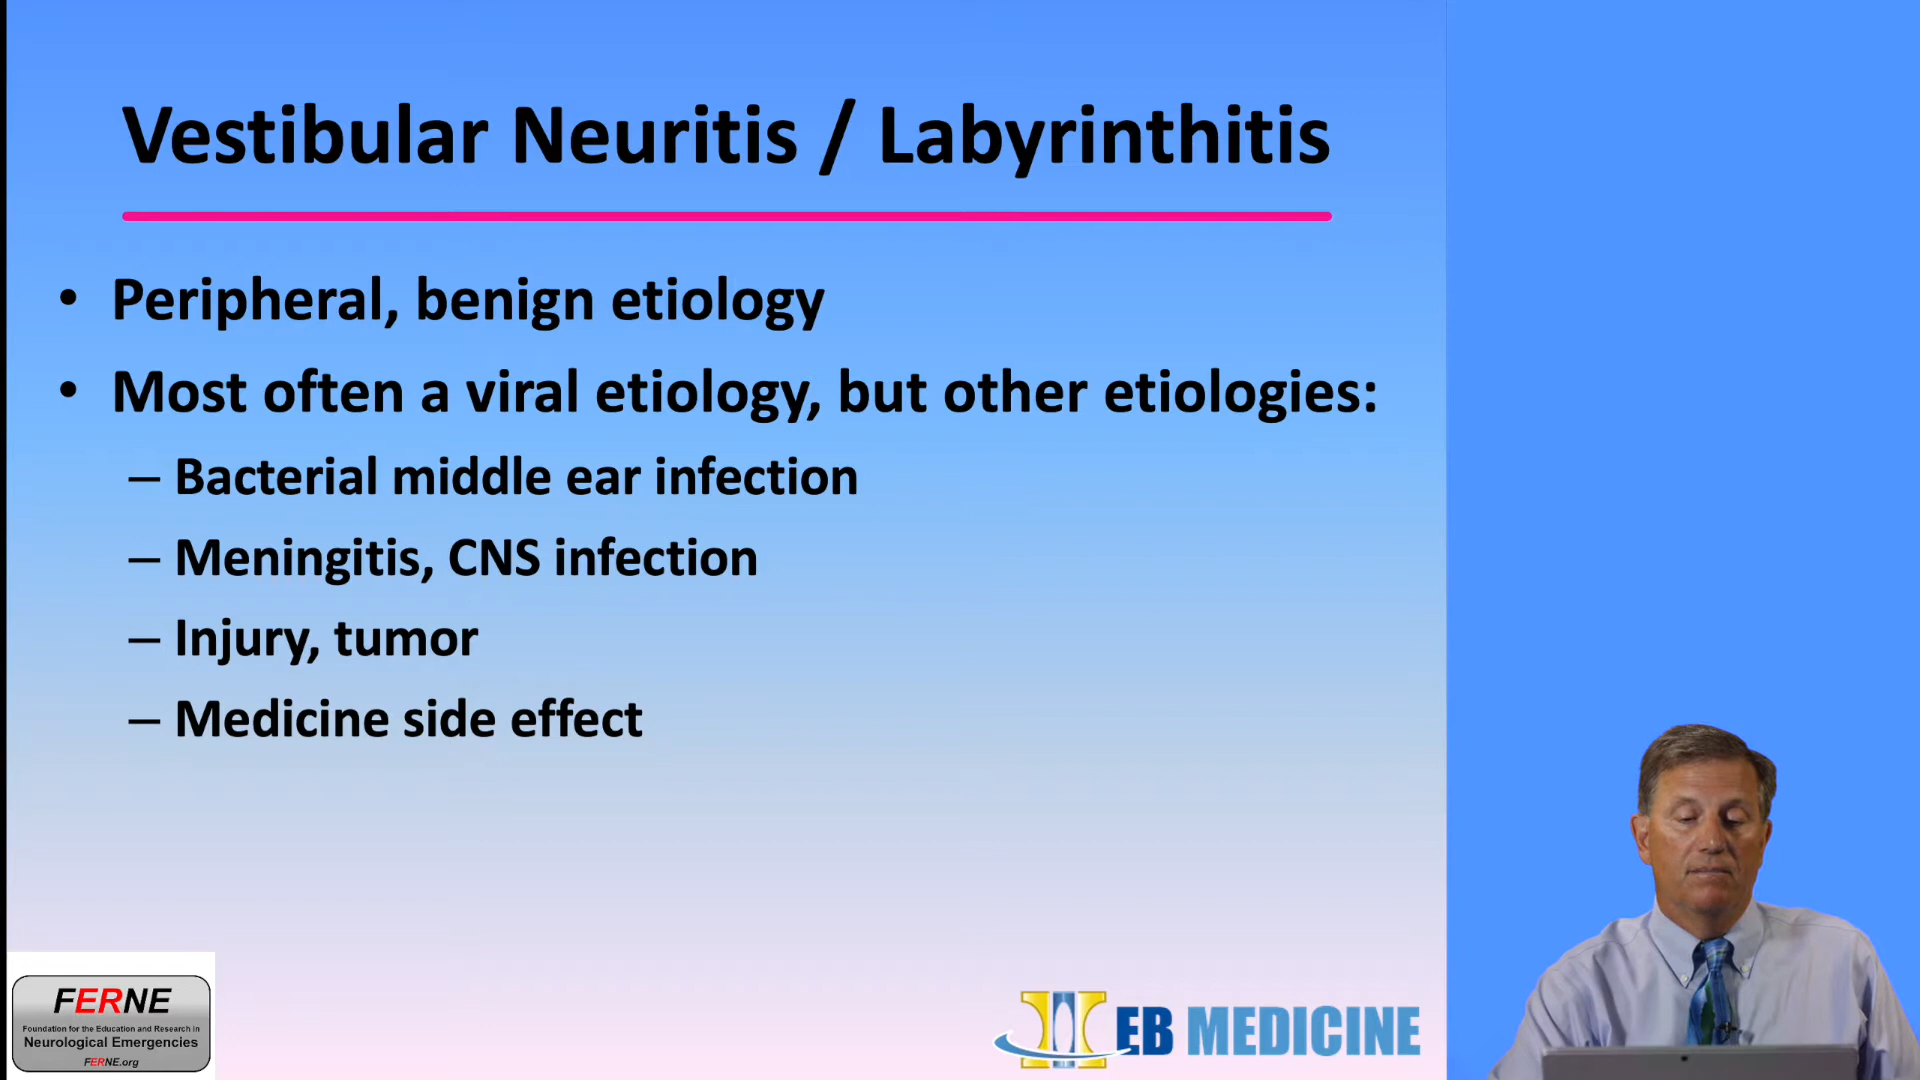 Vestibular Neuritis / Labyrinthitis
• Peripheral, benign etiology
• Most often a viral etiology, but other etiologies:
– Bacterial middle ear infection
– Meningitis, CNS infection
– Injury, tumor
– Medicine side effect
FERNE
Foundation for the Education and Research in
Neurological Emergencies
FERNE.org
EB MEDICINE